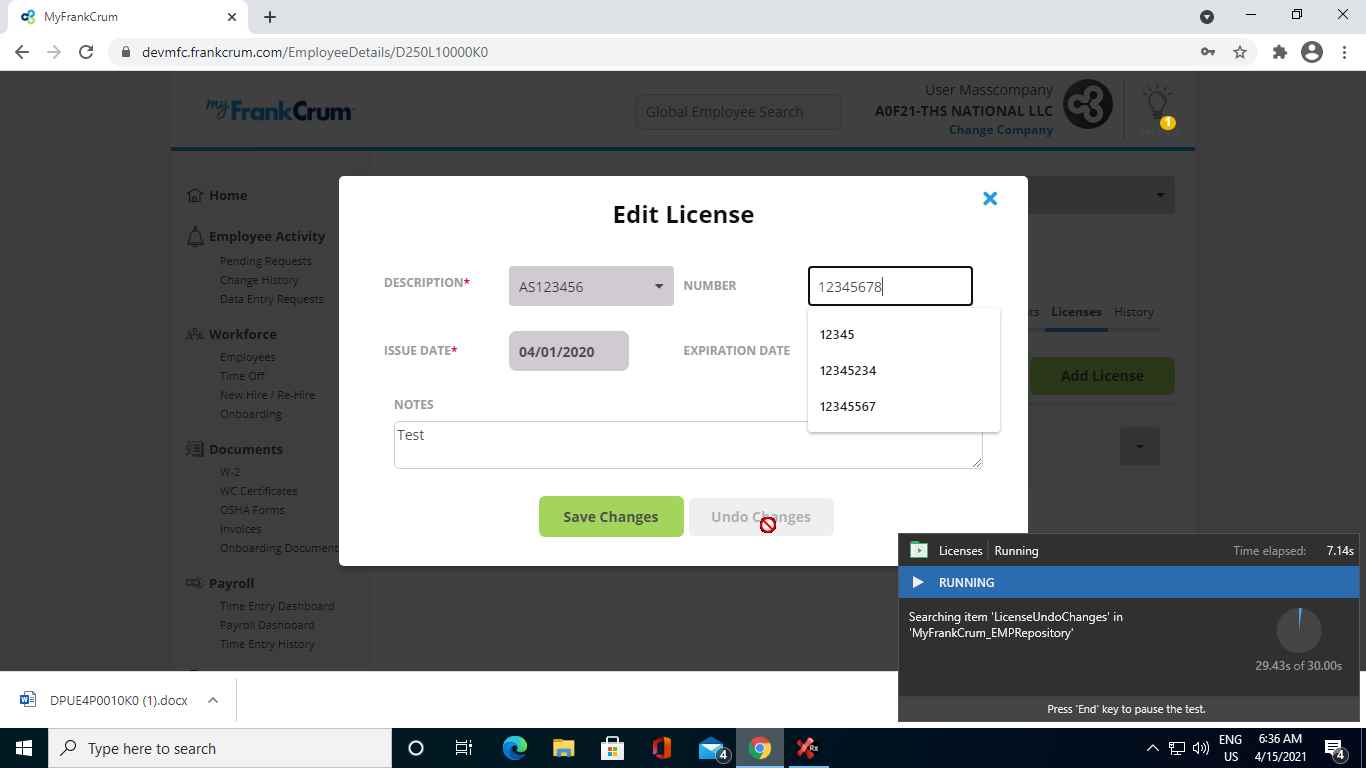 MyFrankCrum
devmfc.frankcrum.com/EmployeeDetails/D250L10000K0
my FrankCrum
Global Employee Search
User Masscompany
A0F21-THS NATIONAL LLC
Change Company
1
Home
Employee Activity
Pending Requests
Change History
Data Entry Requests
Workforce
Employees
Time Off
New Hire / Re-Hire
Onboarding
Documents
W-2
WC Certificates
OSHA Forms
Invoices
Onboarding Document
Payroll
Time Entry Dashboard
Payroll Dashboard
Time Entry History
Edit License
DESCRIPTION*
AS123456
NUMBER
12345678
12345
12345234
12345567
ISSUE DATE*
04/01/2020
EXPIRATION DATE
NOTES
Test
Save Changes
Undo Changes
ts
Licenses
History
Add License
Licenses
Running
Time elapsed:
7.14s
RUNNING
Searching item 'LicenseUndoChanges' in
'MyFrankCrum_EMPRepository'
29.43s of 30.00s
Press 'End' key to pause the test.
DPUE4P0010K0 (1).docx
Type here to search
4
Rx
ENG
US
6:36 AM
4/15/2021
4